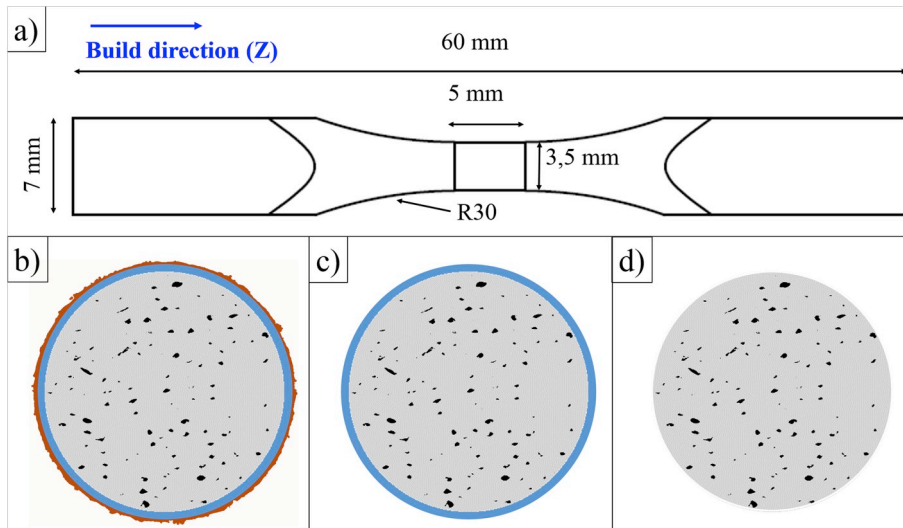 a)
Build direction (Z)
60 mm
5 mm
7 mm
3,5 mm
R30
b)
c)
d)